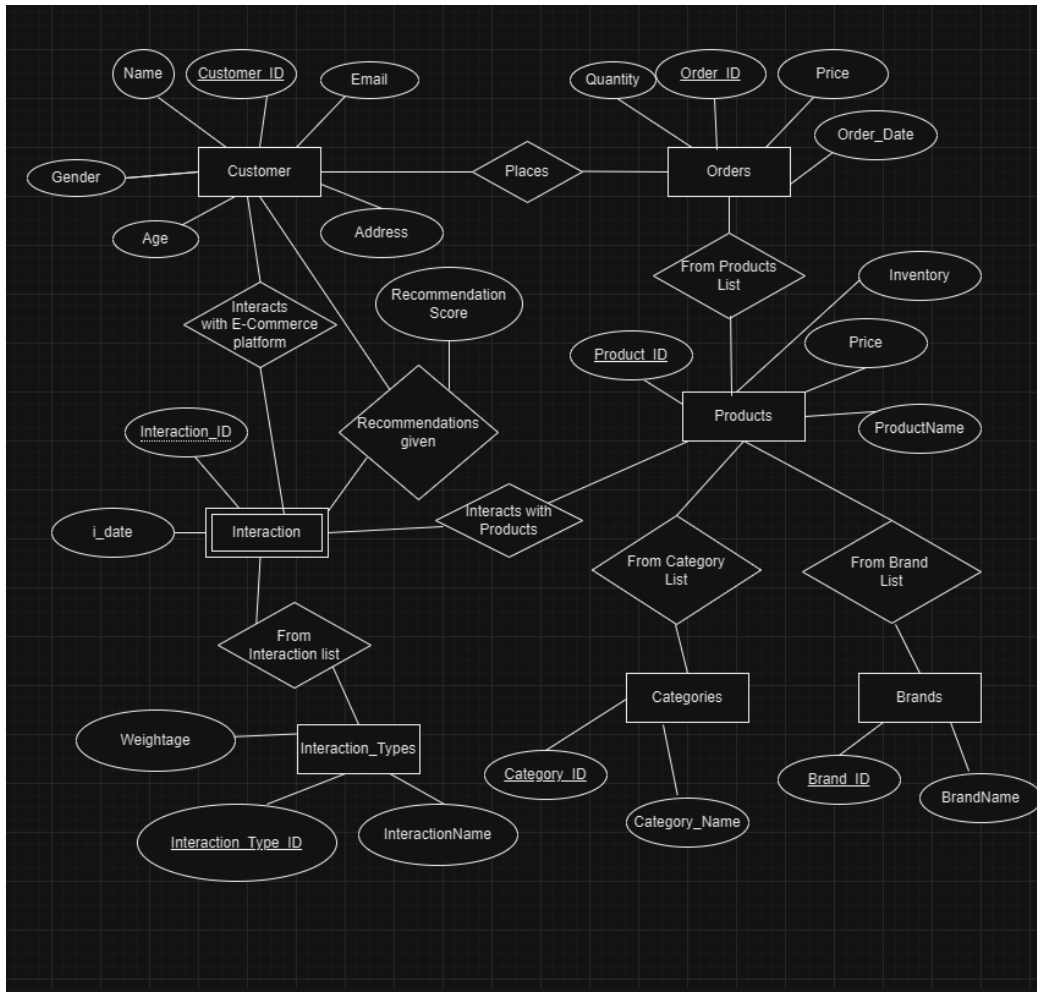 Name
Customer_ID
Email
Quantity
Order_ID
Price
Order_Date
Gender
Customer
Places
Orders
Age
Address
From Products
List
Inventory
Interacts
with E-Commerce
platform
Recommendation
Score
Product_ID
Price
Products
ProductName
Interaction_ID
Recommendations
given
i_date
Interaction
Interacts with
Products
From Category
List
From Brand
List
From
Interaction list
Categories
Brands
Weightage
Interaction_Types
Category_ID
Brand_ID
BrandName
Interaction_Type_ID
InteractionName
Category_Name